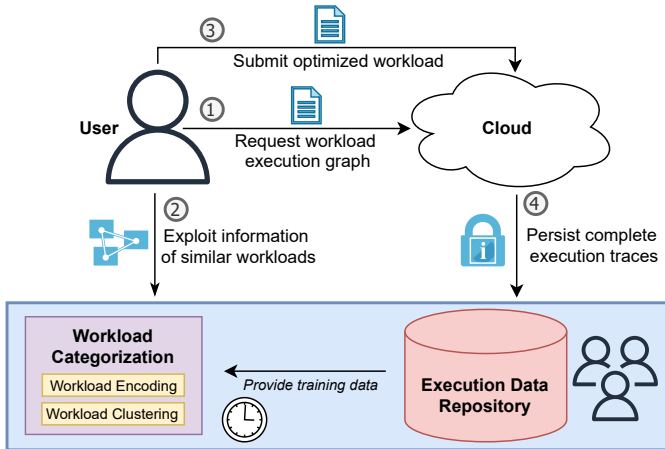 3
Submit optimized workload
1
User
Cloud
Request workload
execution graph
2
Exploit information
of similar workloads
4
Persist complete
execution traces
i
Workload
Categorization
Workload Encoding
Workload Clustering
Provide training data
Execution Data
Repository